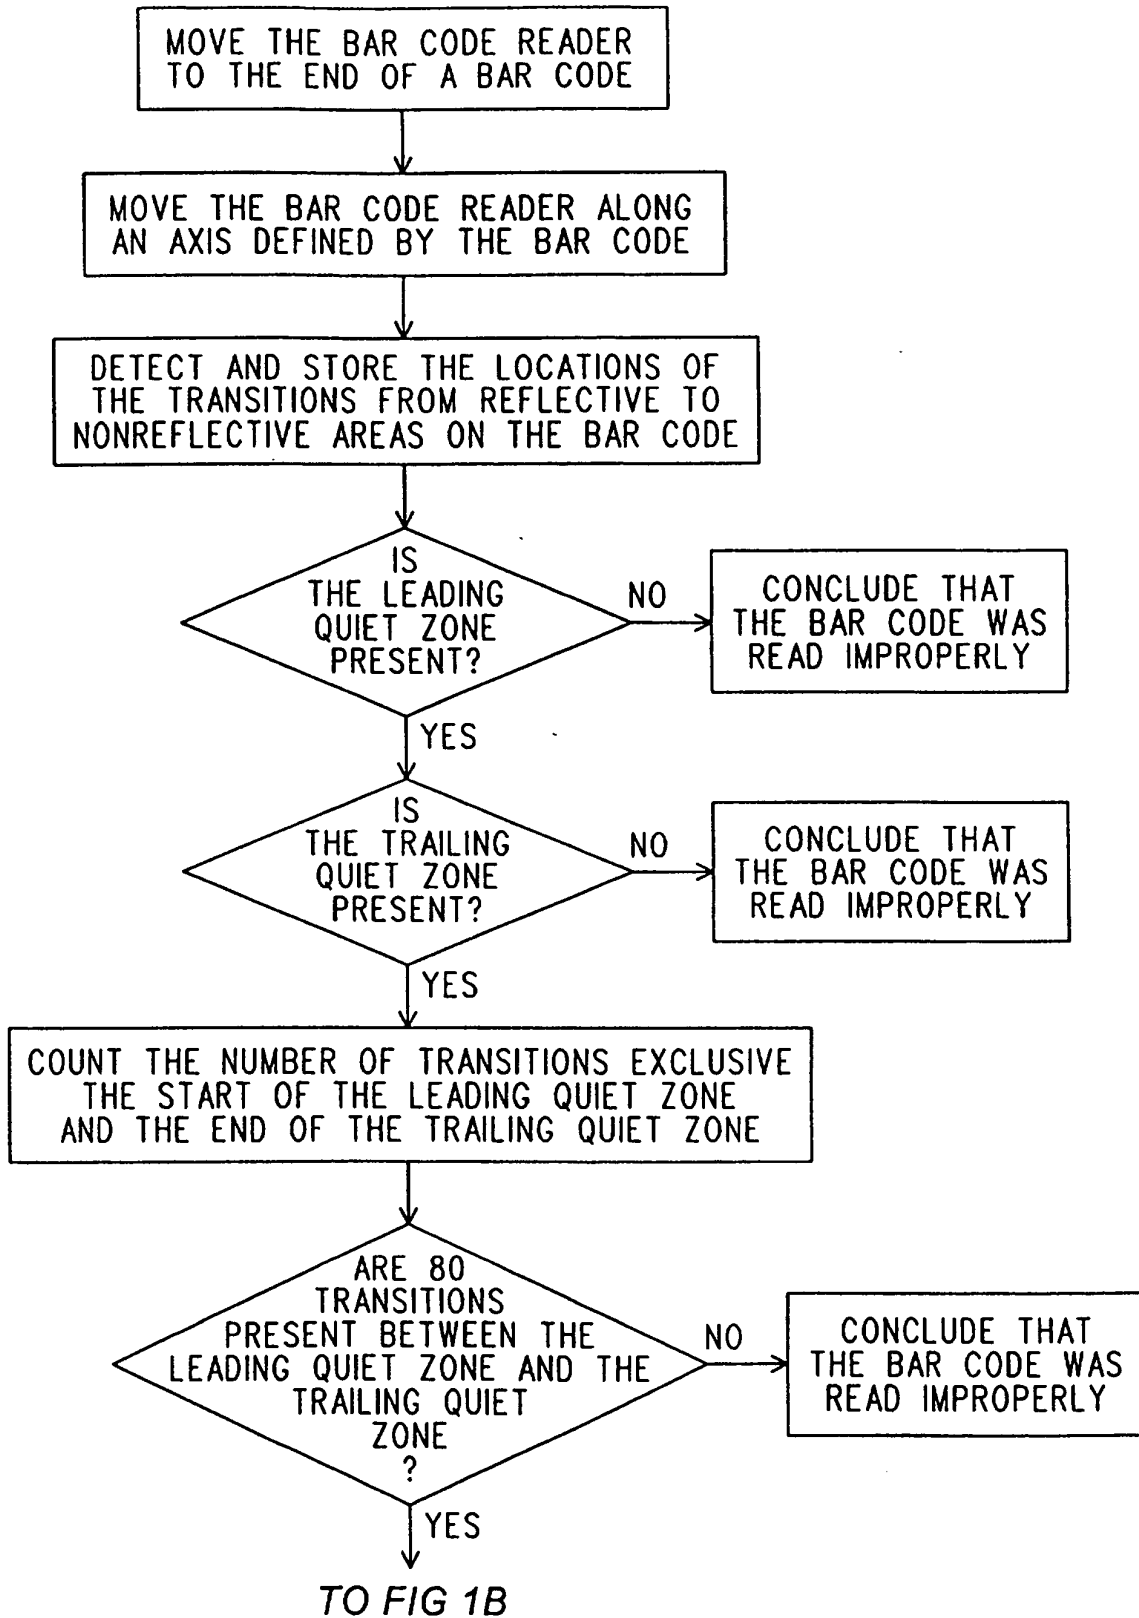 MOVE THE BAR CODE READER
TO THE END OF A BAR CODE
MOVE THE BAR CODE READER ALONG
AN AXIS DEFINED BY THE BAR CODE
DETECT AND STORE THE LOCATIONS OF
THE TRANSITIONS FROM REFLECTIVE TO
NONREFLECTIVE AREAS ON THE BAR CODE
IS
THE LEADING
QUIET ZONE
PRESENT?
NO
CONCLUDE THAT
THE BAR CODE WAS
READ IMPROPERLY
YES
IS
THE TRAILING
QUIET ZONE
PRESENT?
NO
CONCLUDE THAT
THE BAR CODE WAS
READ IMPROPERLY
YES
COUNT THE NUMBER OF TRANSITIONS EXCLUSIVE
THE START OF THE LEADING QUIET ZONE
AND THE END OF THE TRAILING QUIET ZONE
ARE 80
TRANSITIONS
PRESENT BETWEEN THE
LEADING QUIET ZONE AND THE
TRAILING QUIET
ZONE
?
NO
CONCLUDE THAT
THE BAR CODE WAS
READ IMPROPERLY
YES
TO FIG 1B